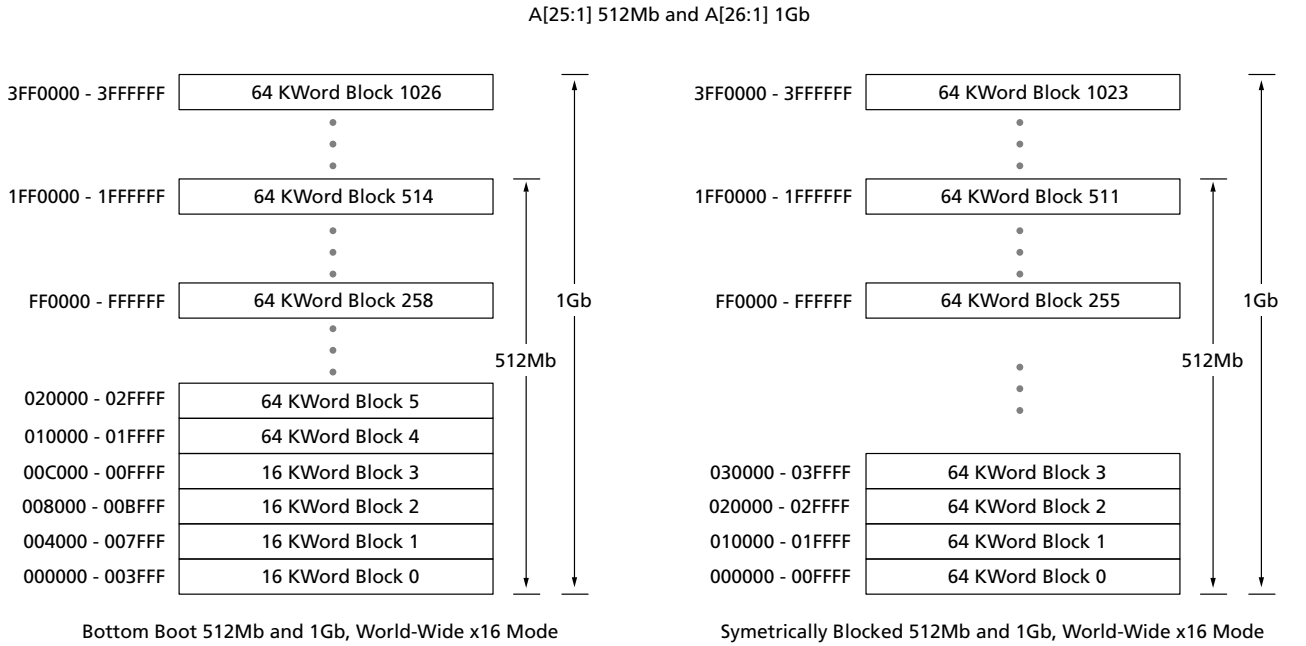 A[25:1] 512Mb and A[26:1] 1Gb
3FF0000 - 3FFFFFF 64 KWord Block 1026
1FF0000 - 1FFFFFF 64 KWord Block 514
FF0000 - FFFFFF 64 KWord Block 258
1Gb
512Mb
020000 - 02FFFF 64 KWord Block 5
010000 - 01FFFF 64 KWord Block 4
00C000 - 00FFFF 16 KWord Block 3
008000 - 00BFFF 16 KWord Block 2
004000 - 007FFF 16 KWord Block 1
000000 - 003FFF 16 KWord Block 0
Bottom Boot 512Mb and 1Gb, World-Wide x16 Mode
3FF0000 - 3FFFFFF 64 KWord Block 1023
1FF0000 - 1FFFFFF 64 KWord Block 511
FF0000 - FFFFFF 64 KWord Block 255
1Gb
512Mb
030000 - 03FFFF 64 KWord Block 3
020000 - 02FFFF 64 KWord Block 2
010000 - 01FFFF 64 KWord Block 1
000000 - 00FFFF 64 KWord Block 0
Symetrically Blocked 512Mb and 1Gb, World-Wide x16 Mode